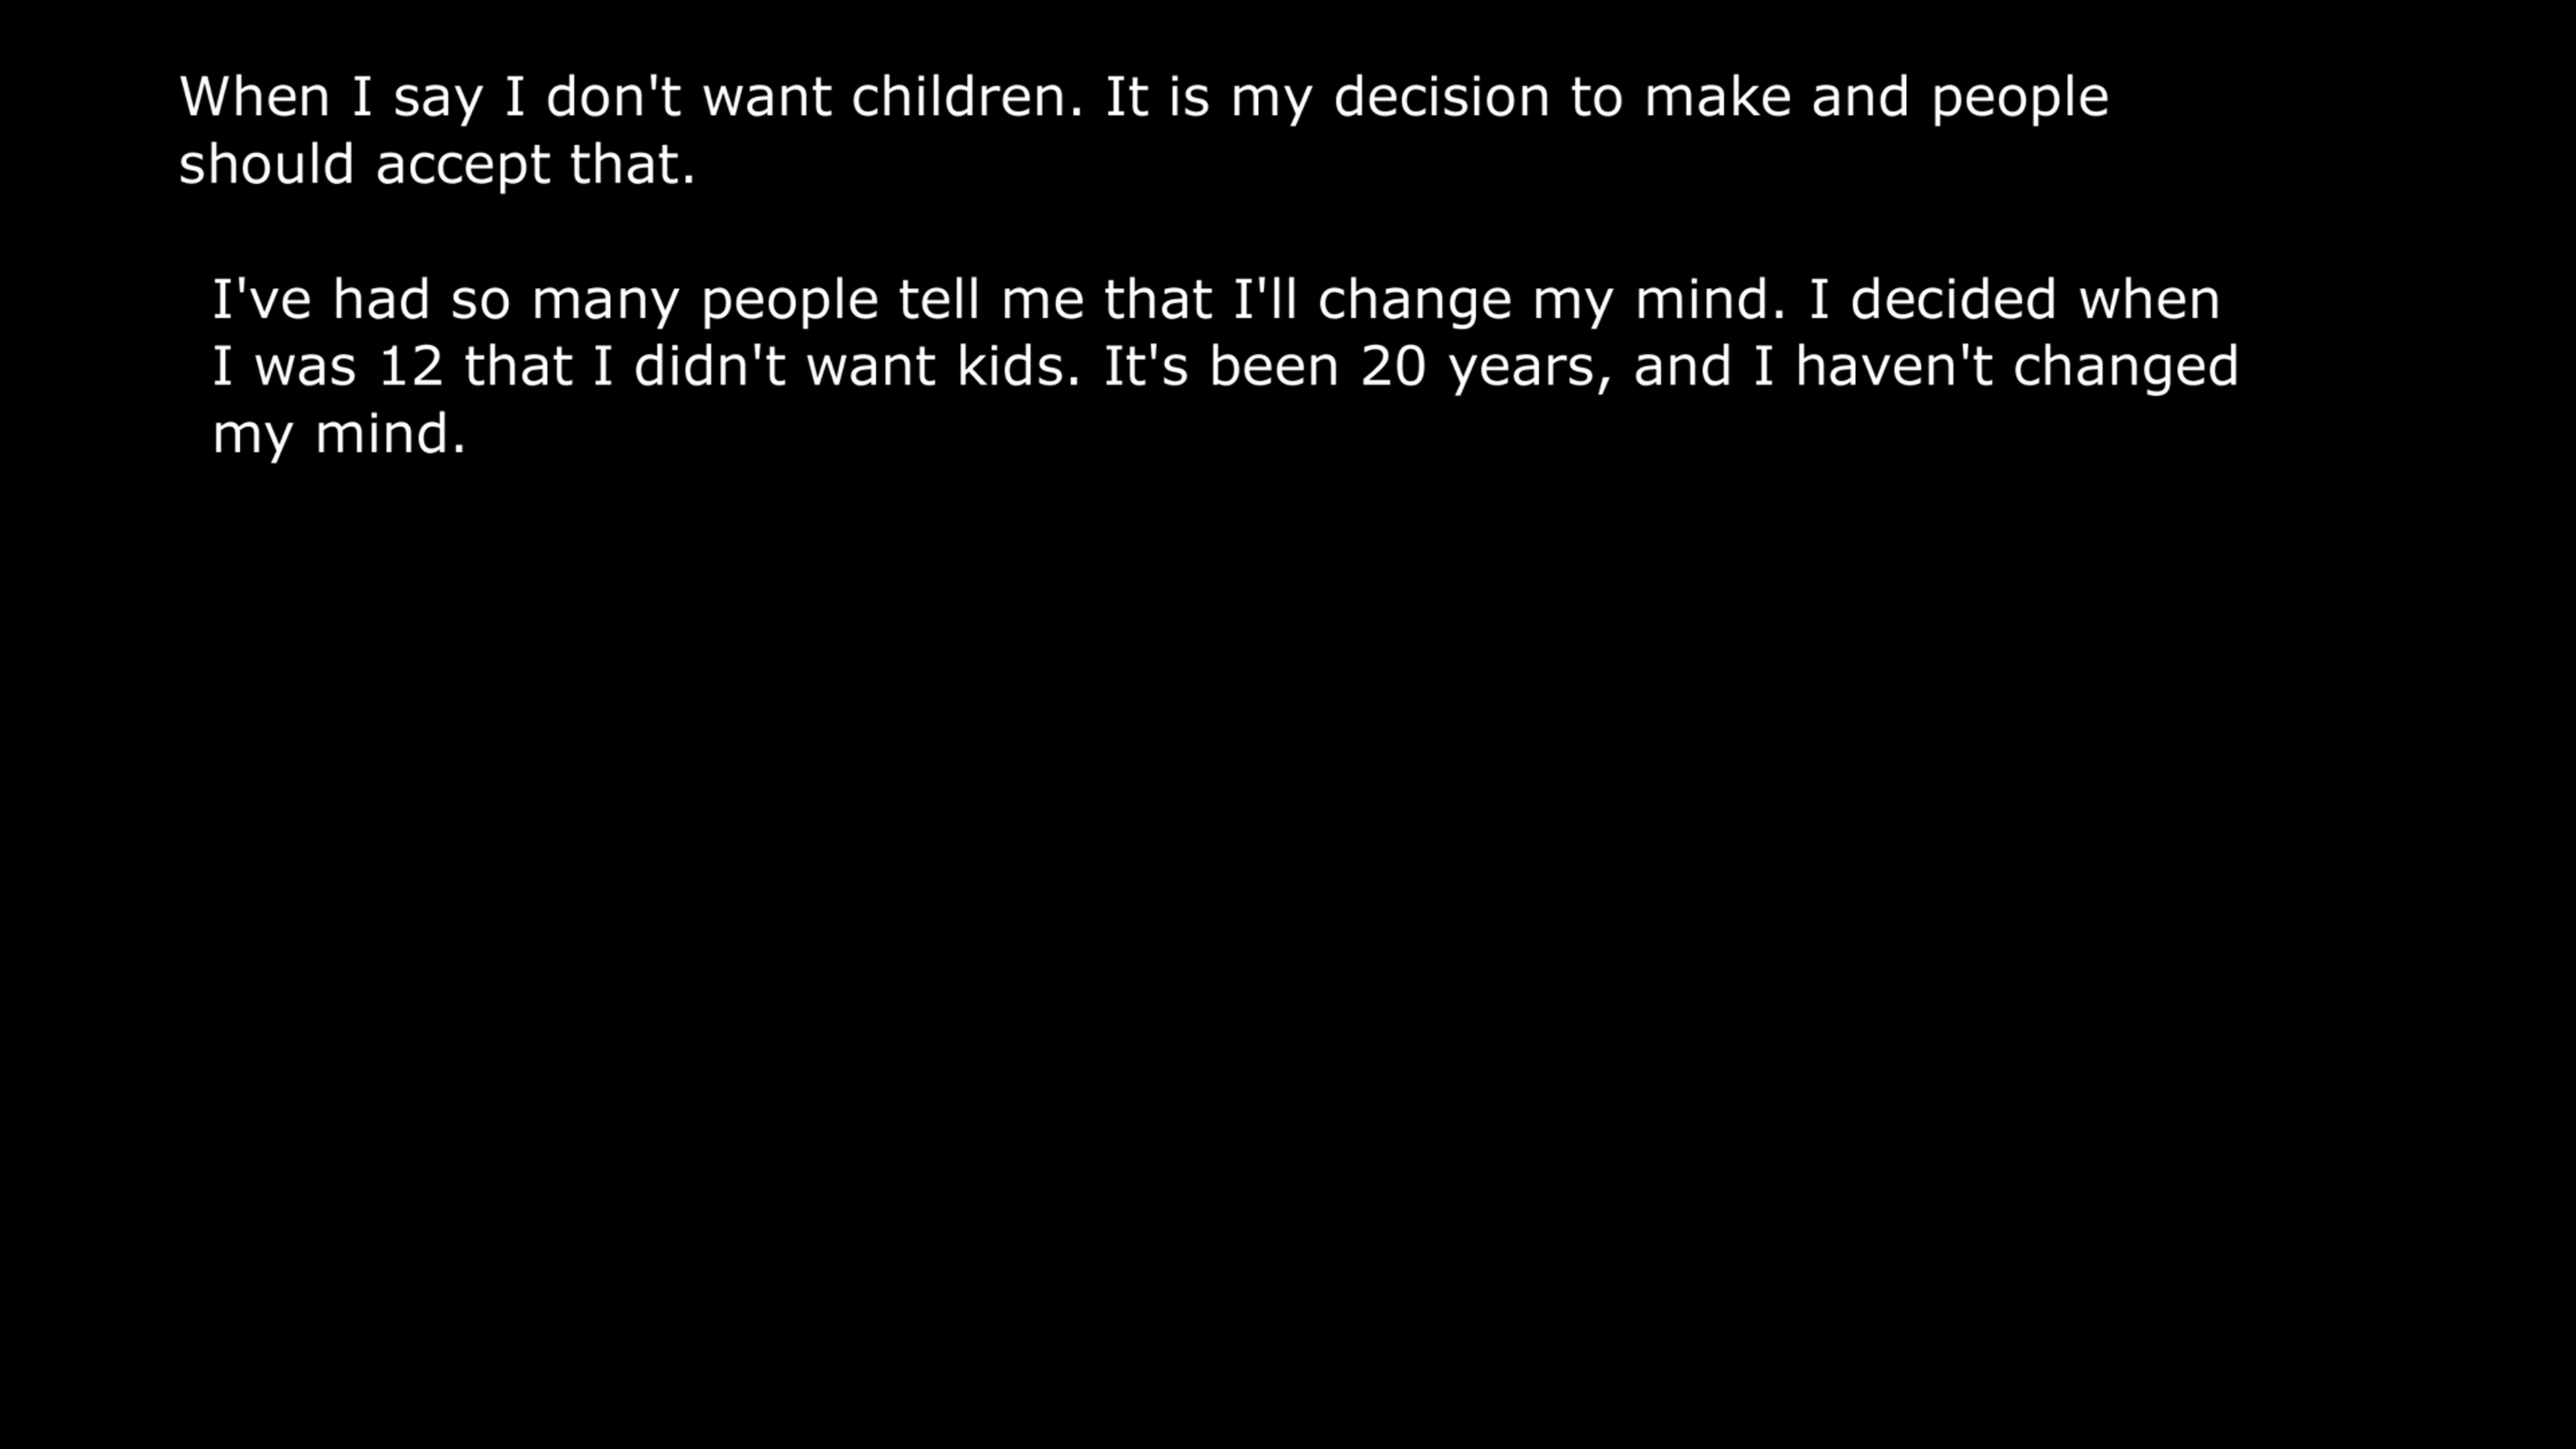 When I say I don't want children. It is my decision to make and people
should accept that.
I've had so many people tell me that I'll change my mind. I decided when
I was 12 that I didn't want kids. It's been 20 years, and I haven't changed
my mind.